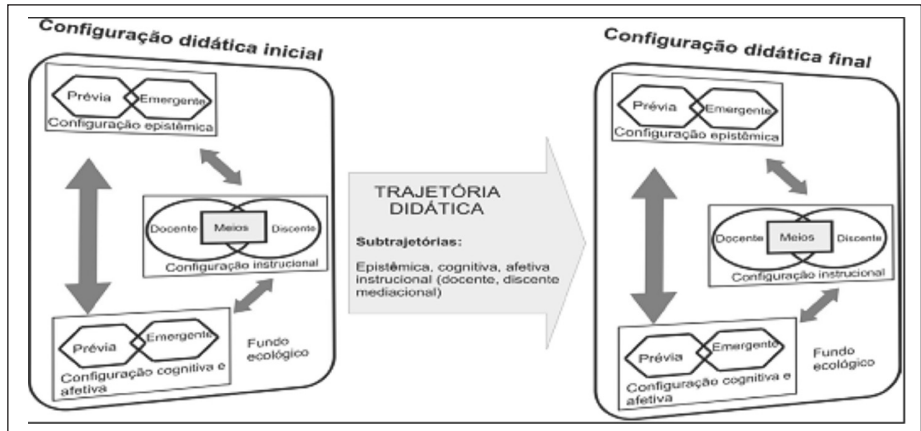 Configuração didática inicial
Prévia
Emergente
Configuração epistêmica
Docente
Meios
Discente
Configuração instrucional
Prévia
Emergente
Configuração cognitiva e
afetiva
Fundo
ecológico
TRAJETÓRIA
DIDÁTICA
Subtrajetórias:
Epistêmica, cognitiva, afetiva
instrucional (docente, discente
mediacional)
Configuração didática final
Prévia
Emergente
Configuração epistêmica
Docente
Meios
Discente
Configuração instrucional
Prévia
Emergente
Configuração cognitiva e
afetiva
Fundo
ecológico